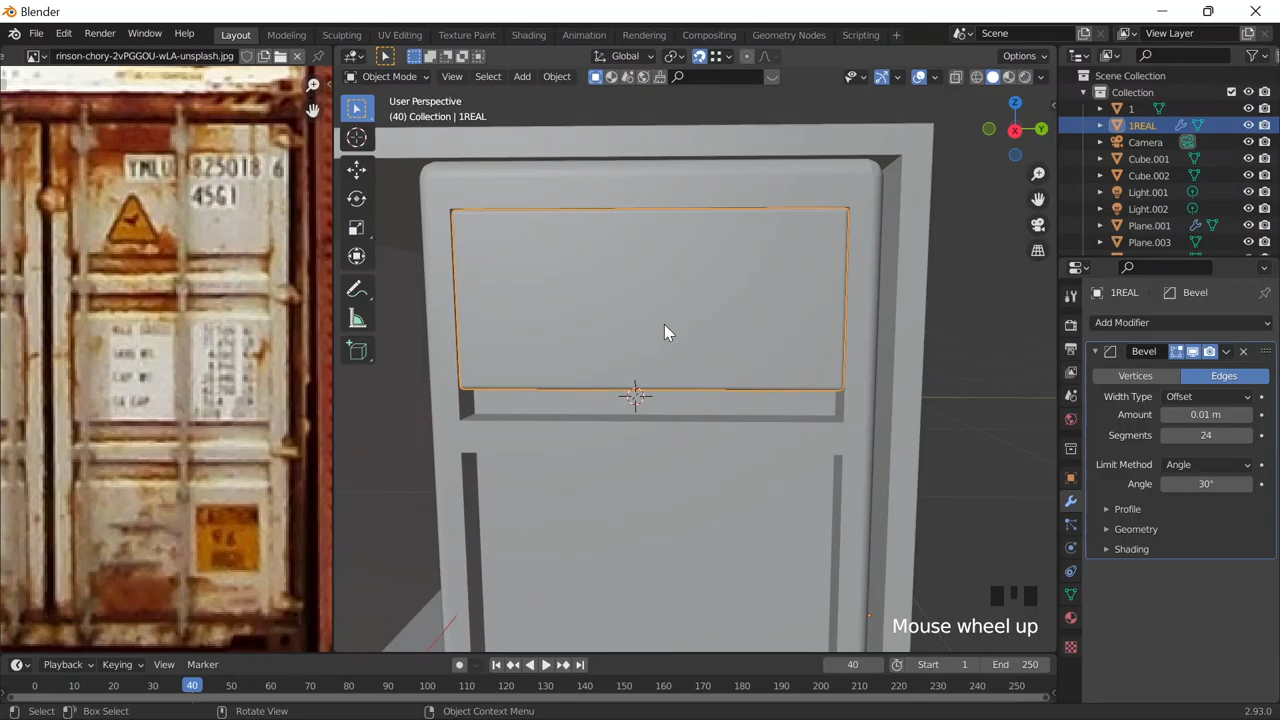 Blender
File Edit Render Window Help Layout Modeling Sculpting UV Editing Texture Paint Shading Animation Rendering Compositing Geometry Nodes Scripting Scene View Layer
rinson-chory-2vPGGOU-wLA-unsplash.jpg Global Options
Object Mode View Select Add Object
User Perspective
(40) Collection | 1REAL
Z
X
Y
YMLU 825018 6
45G1
Scene Collection
Collection
1
1REAL
Camera
Cube.001
Cube.002
Light.001
Light.002
Plane.001
Plane.003
1REAL Bevel
Add Modifier
Bevel
Vertices Edges
Width Type Offset
Amount 0.01 m
Segments 24
Limit Method Angle
Angle 30°
Profile
Geometry
Shading
Mouse wheel up
Playback Keying View Marker 40 Start 1 End 250
0 10 20 30 40 50 60 70 80 90 100 110 120 130 140 150 160 170 180 190 200 210 220 230 240 250
Select Box Select Rotate View Object Context Menu 2.93.0